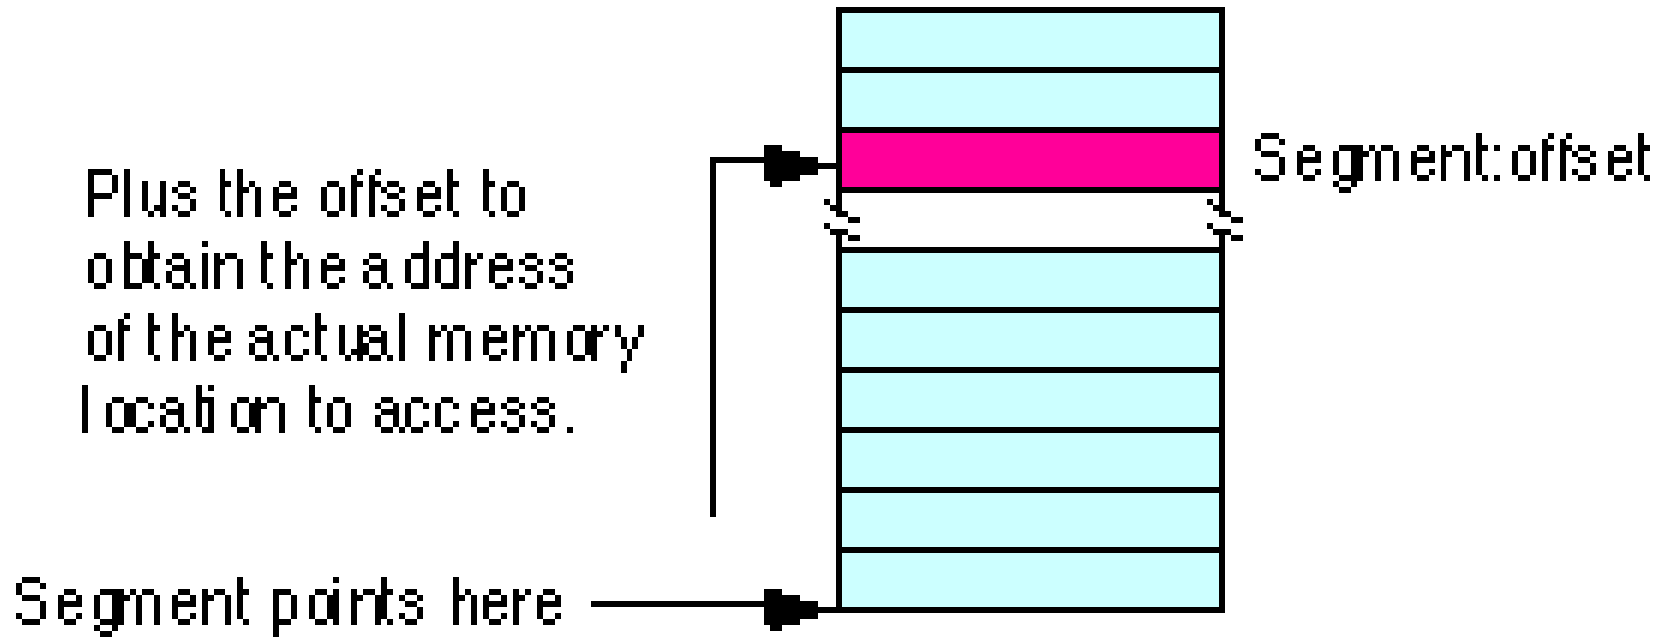 Segment:offset
Plus the offset to
obtain the address
of the actual memory
location to access.
Segment points here